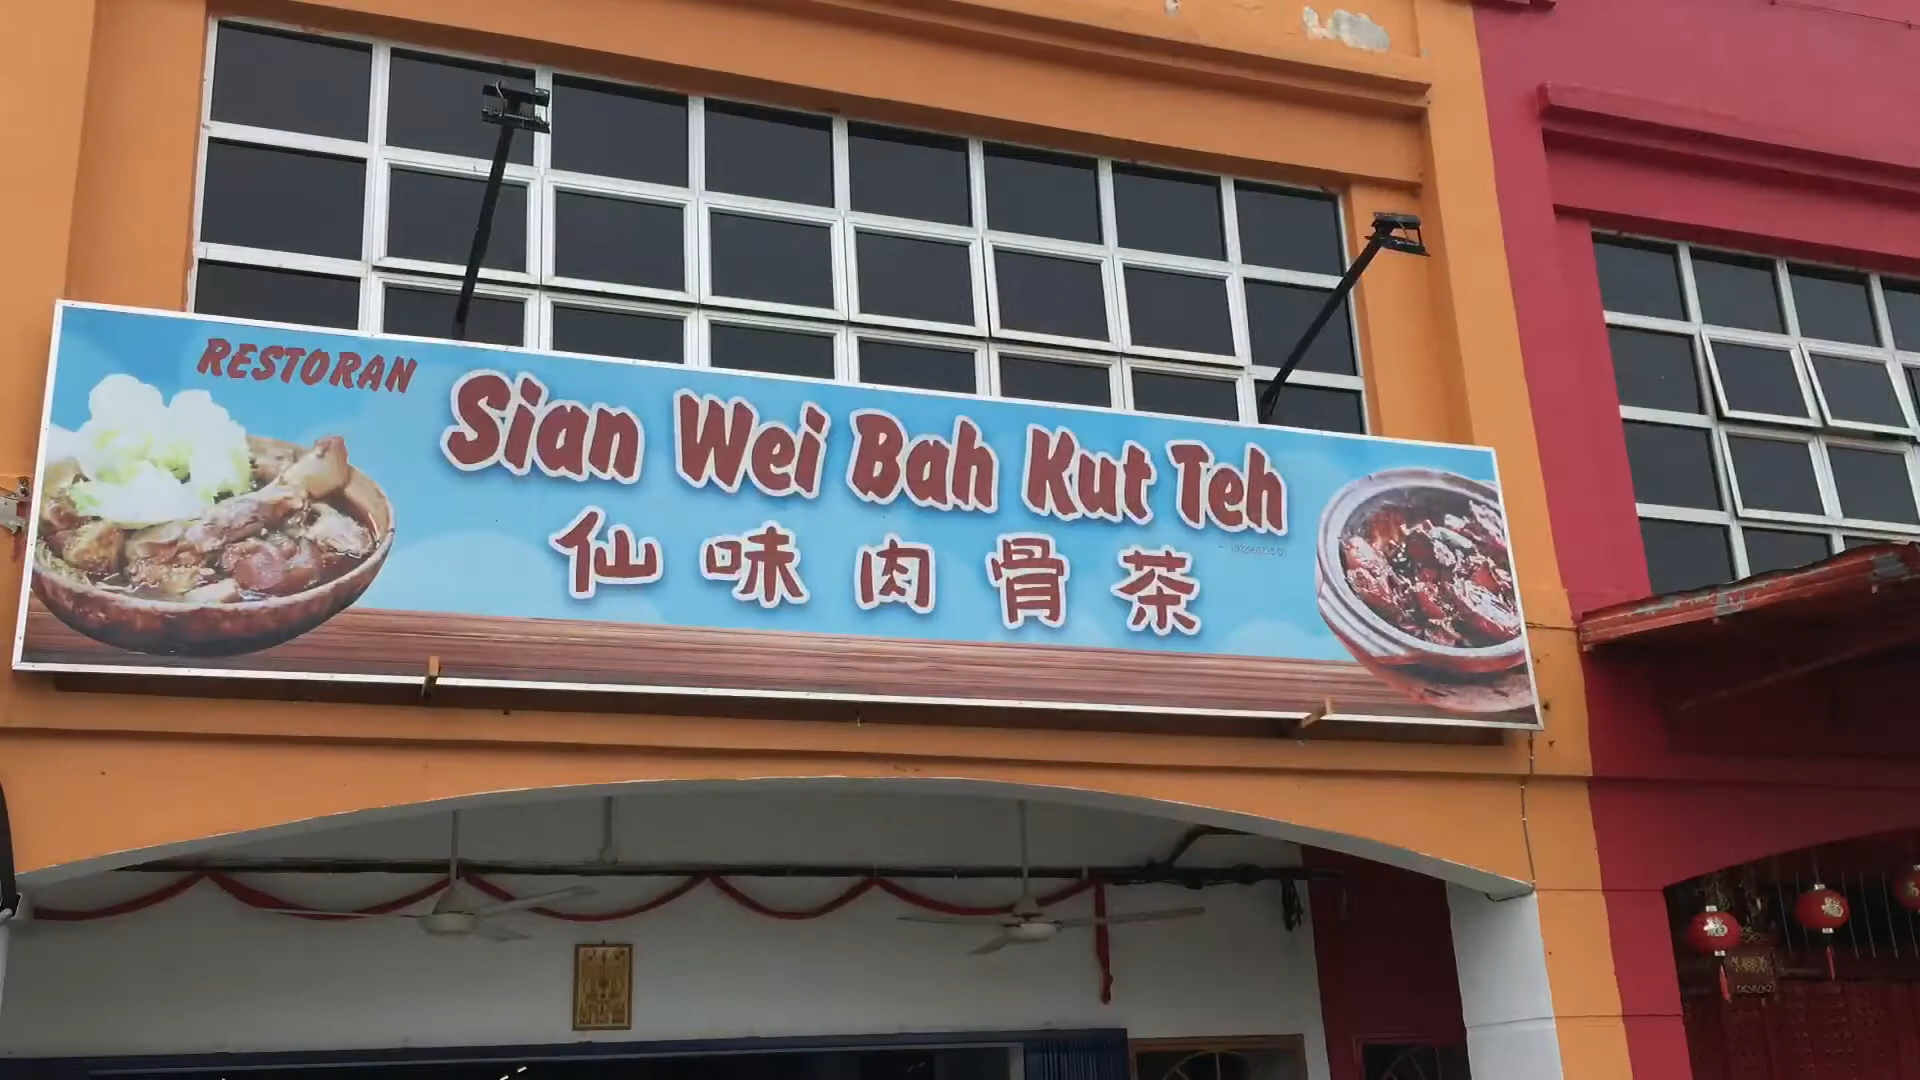 RESTORAN
Sian Wei Bah Kut Teh
仙味肉骨茶